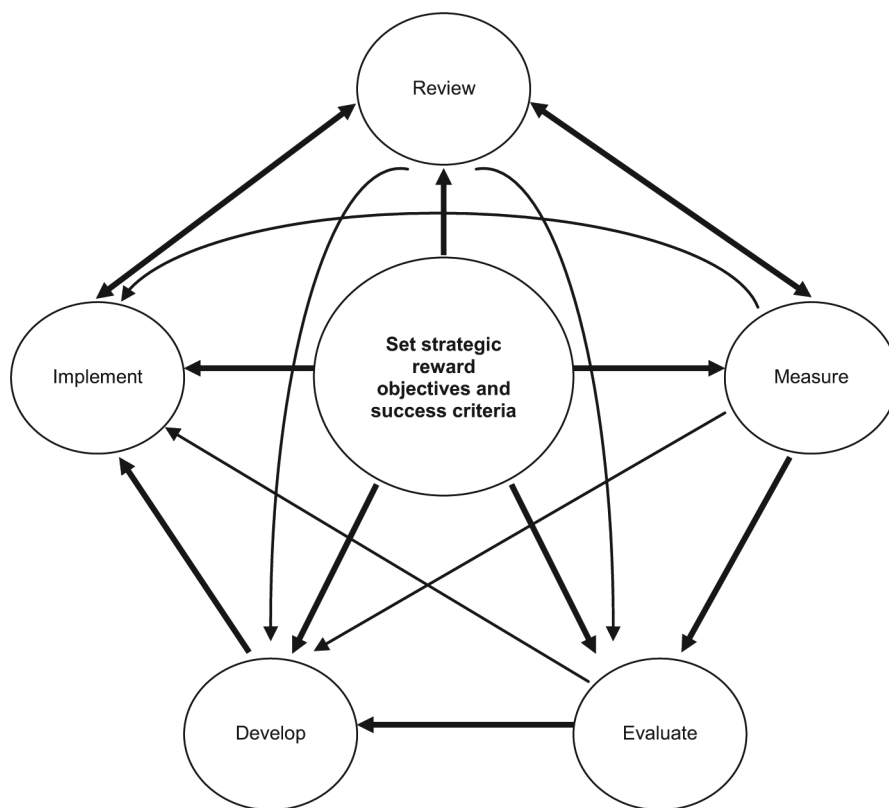 Review
Set strategic
reward
objectives and
success criteria
Implement
Measure
Develop
Evaluate